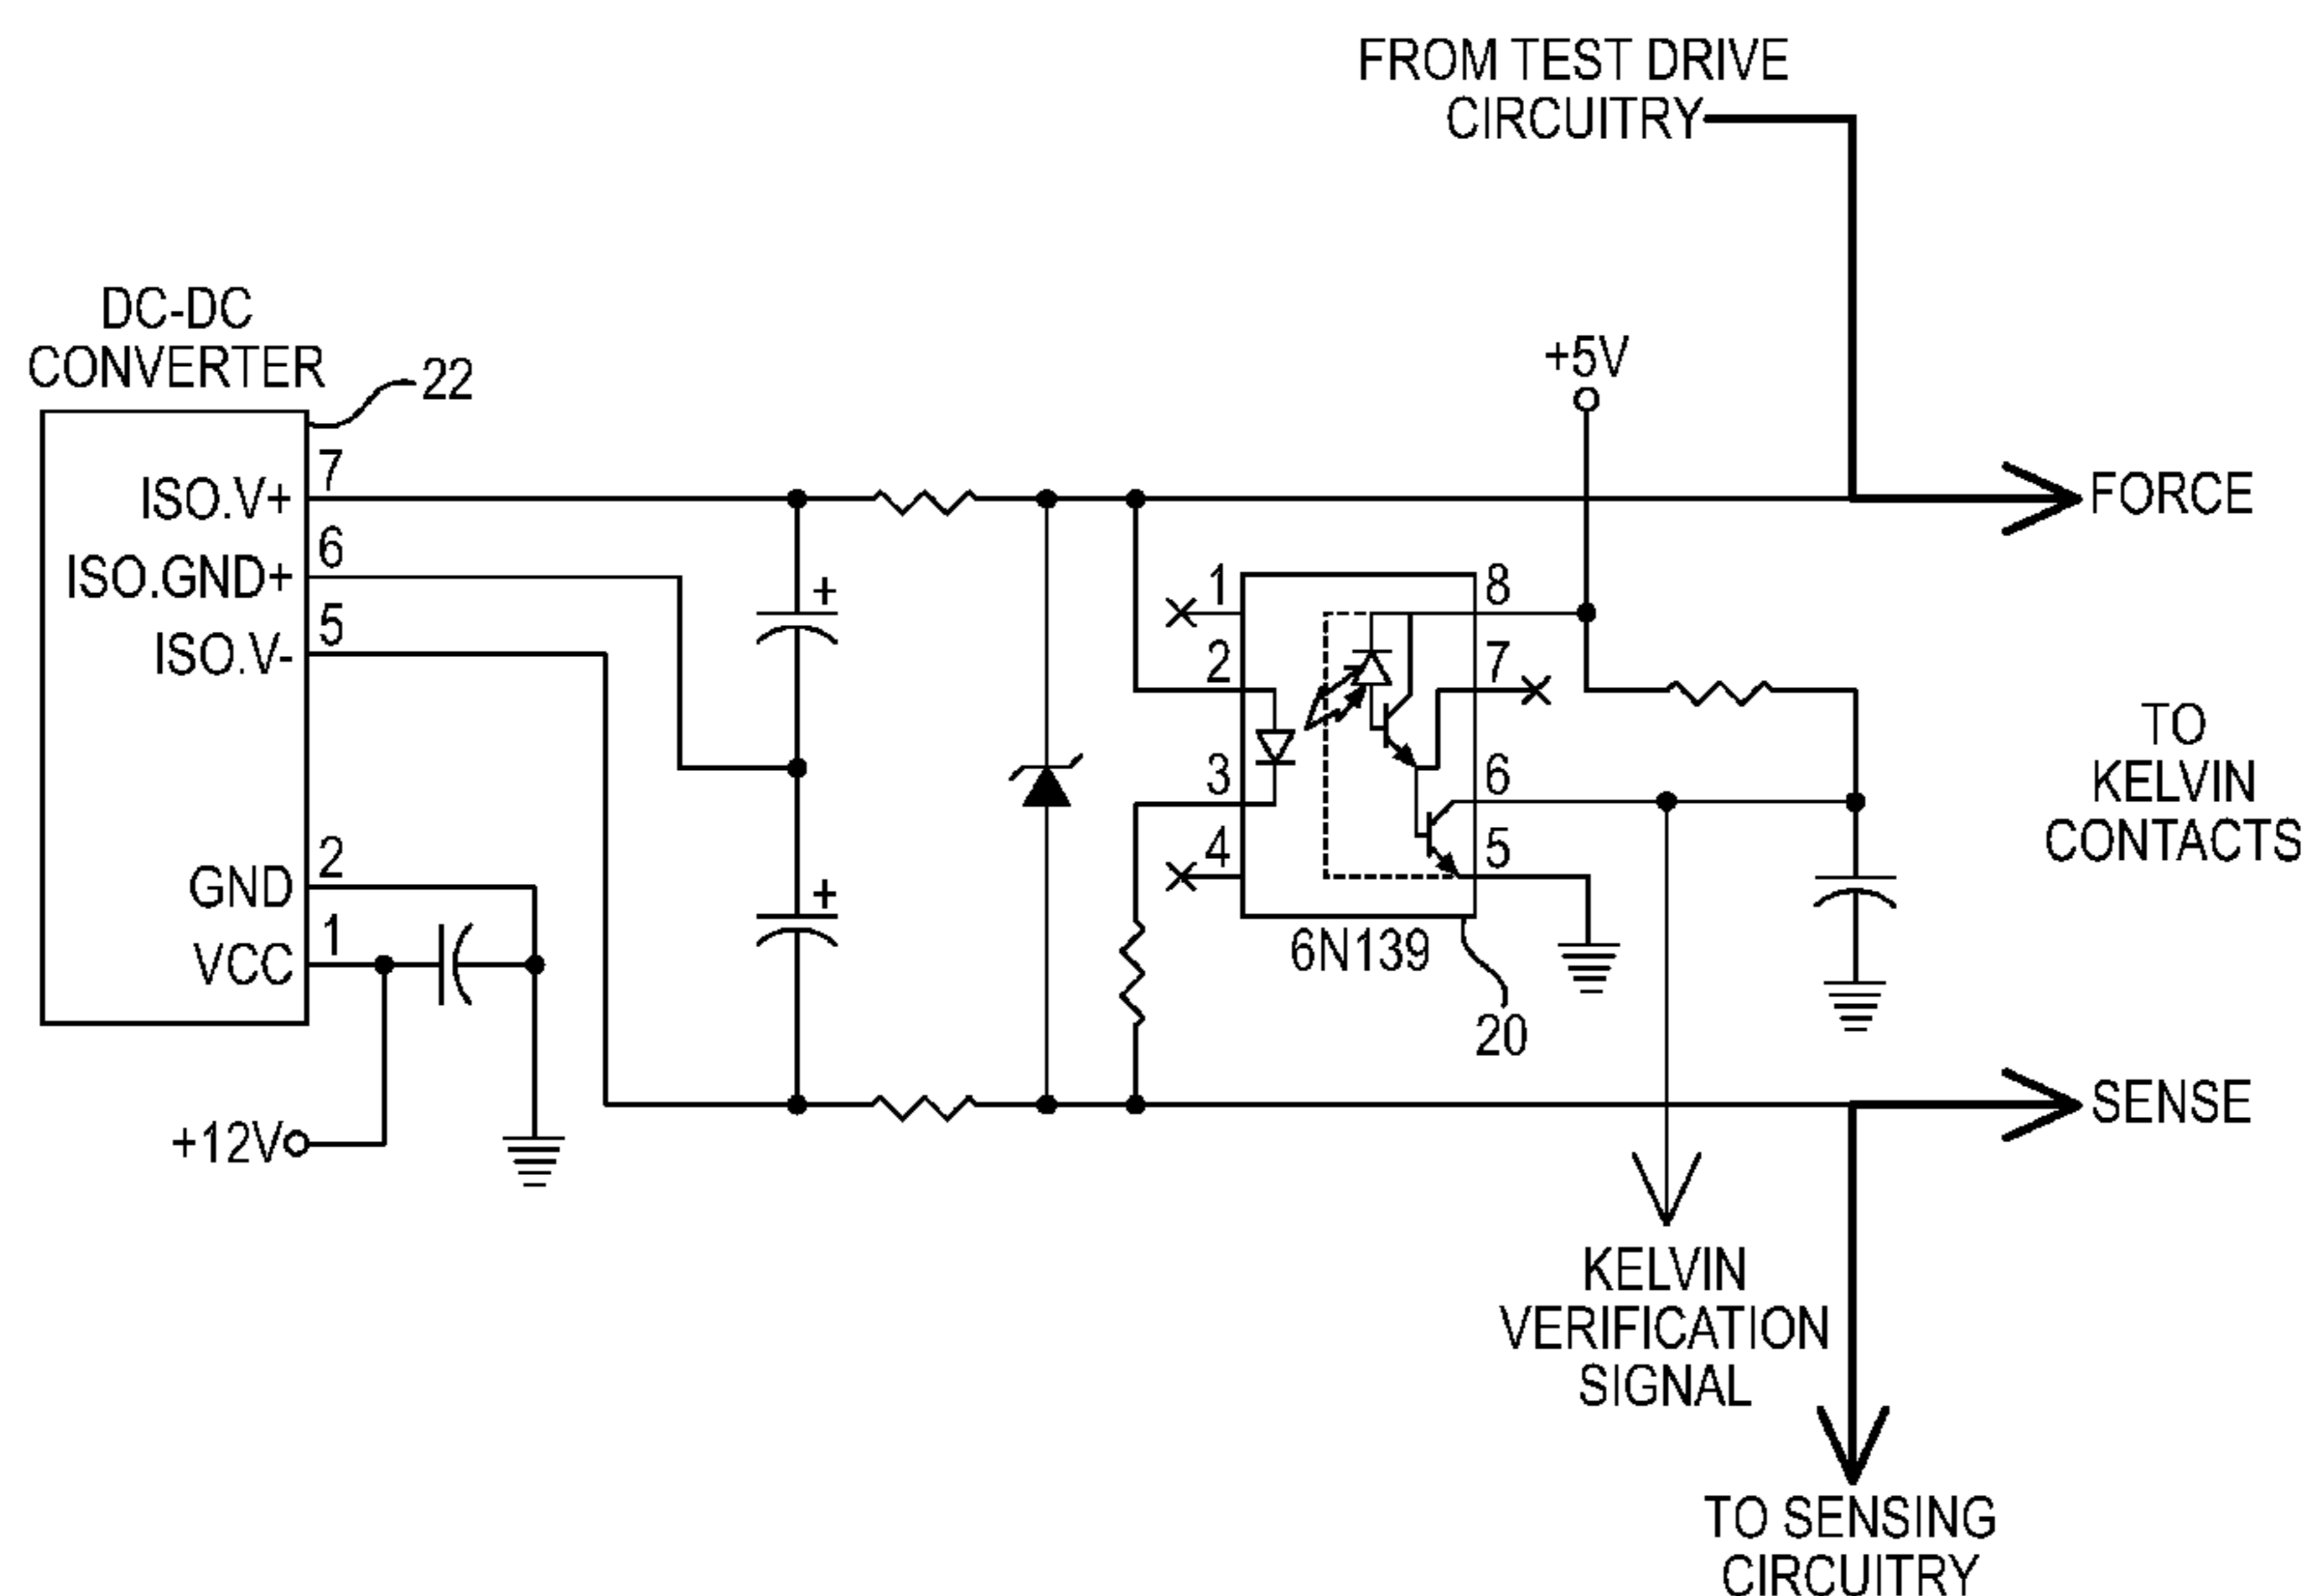 FROM TEST DRIVE
CIRCUITRY
DC-DC
CONVERTER
22
+5V
7
ISO.V+
FORCE
6
ISO.GND+
+
1
8
5
ISO.V-
2
7
TO
KELVIN
CONTACTS
3
6
2
GND
+
4
5
1
VCC
6N139
20
+12V
SENSE
KELVIN
VERIFICATION
SIGNAL
TO SENSING
CIRCUITRY